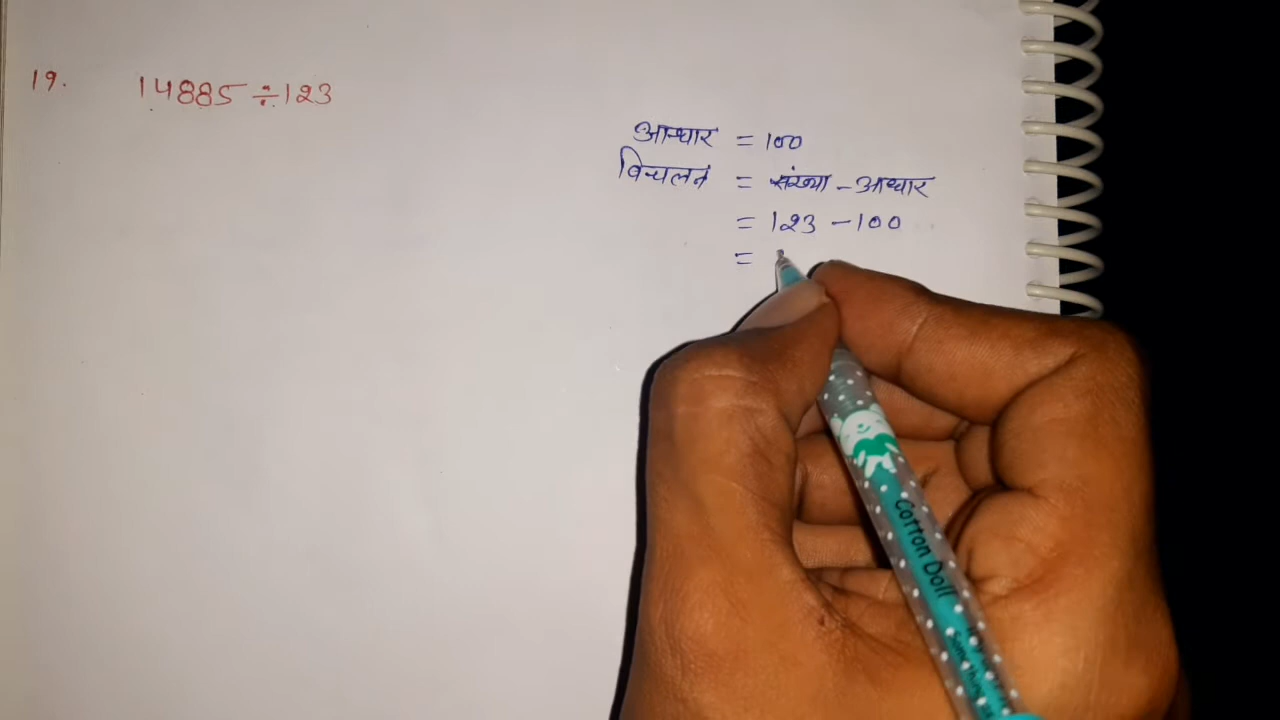 19. 14885 ÷ 123
आधार = 100
विचलन = संख्या - आधार
= 123 - 100
=
Cotton Doll